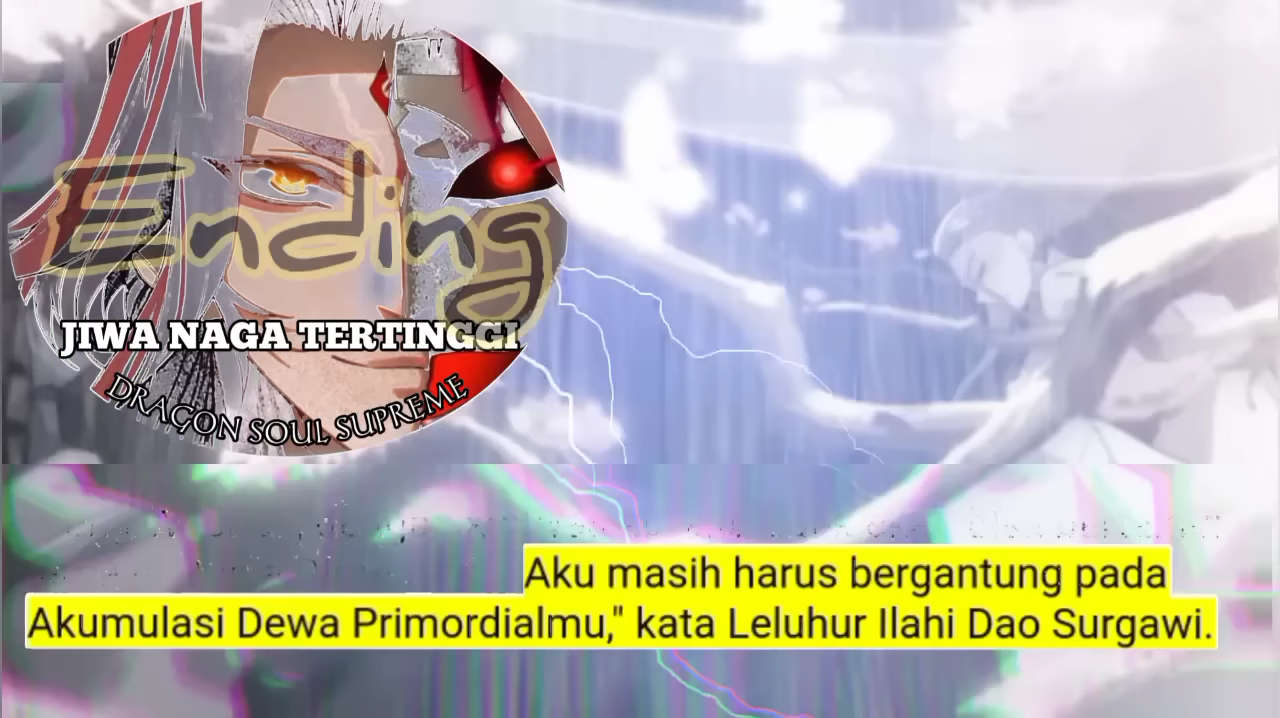 Ending
JIWA NAGA TERTINGGI
DRAGON SOUL SUPREME
Aku masih harus bergantung pada
Akumulasi Dewa Primordialmu," kata Leluhur Ilahi Dao Surgawi.